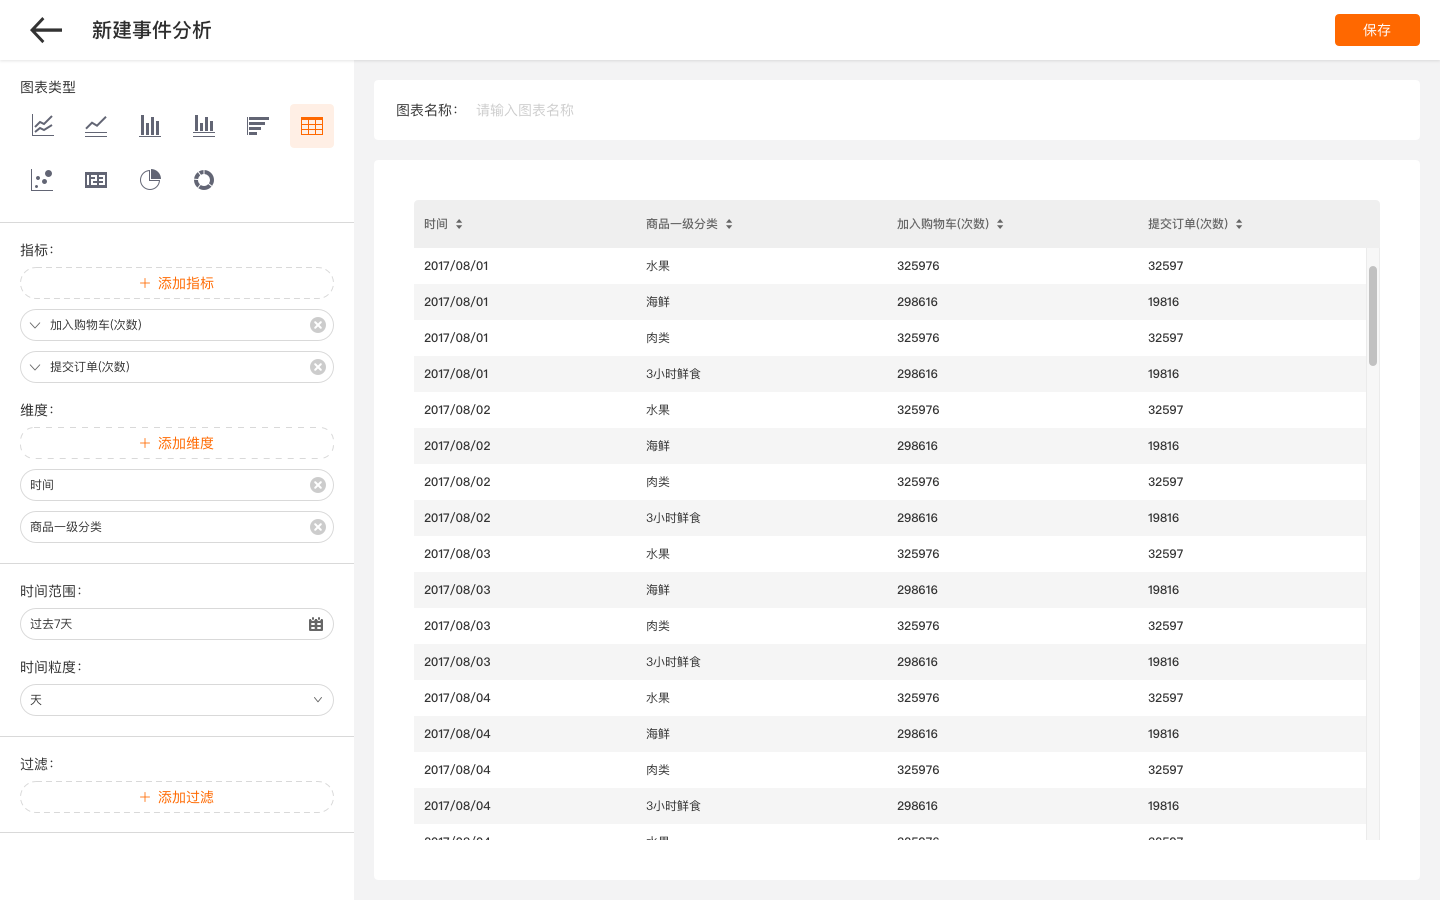 新建事件分析
保存
图表类型
图表名称： 请输入图表名称
指标：
+ 添加指标
加入购物车(次数)
提交订单(次数)
维度：
+ 添加维度
时间
商品一级分类
时间范围：
过去7天
时间粒度：
天
过滤：
+ 添加过滤
时间 商品一级分类 加入购物车(次数) 提交订单(次数)
2017/08/01 水果 325976 32597
2017/08/01 海鲜 298616 19816
2017/08/01 肉类 325976 32597
2017/08/01 3小时鲜食 298616 19816
2017/08/02 水果 325976 32597
2017/08/02 海鲜 298616 19816
2017/08/02 肉类 325976 32597
2017/08/02 3小时鲜食 298616 19816
2017/08/03 水果 325976 32597
2017/08/03 海鲜 298616 19816
2017/08/03 肉类 325976 32597
2017/08/03 3小时鲜食 298616 19816
2017/08/04 水果 325976 32597
2017/08/04 海鲜 298616 19816
2017/08/04 肉类 325976 32597
2017/08/04 3小时鲜食 298616 19816